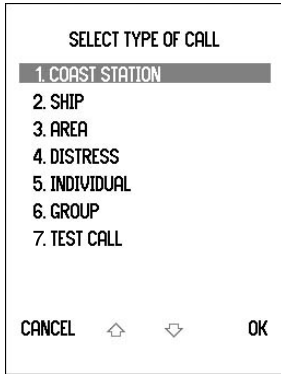 SELECT TYPE OF CALL
1. COAST STATION
2. SHIP
3. AREA
4. DISTRESS
5. INDIVIDUAL
6. GROUP
7. TEST CALL
CANCEL OK